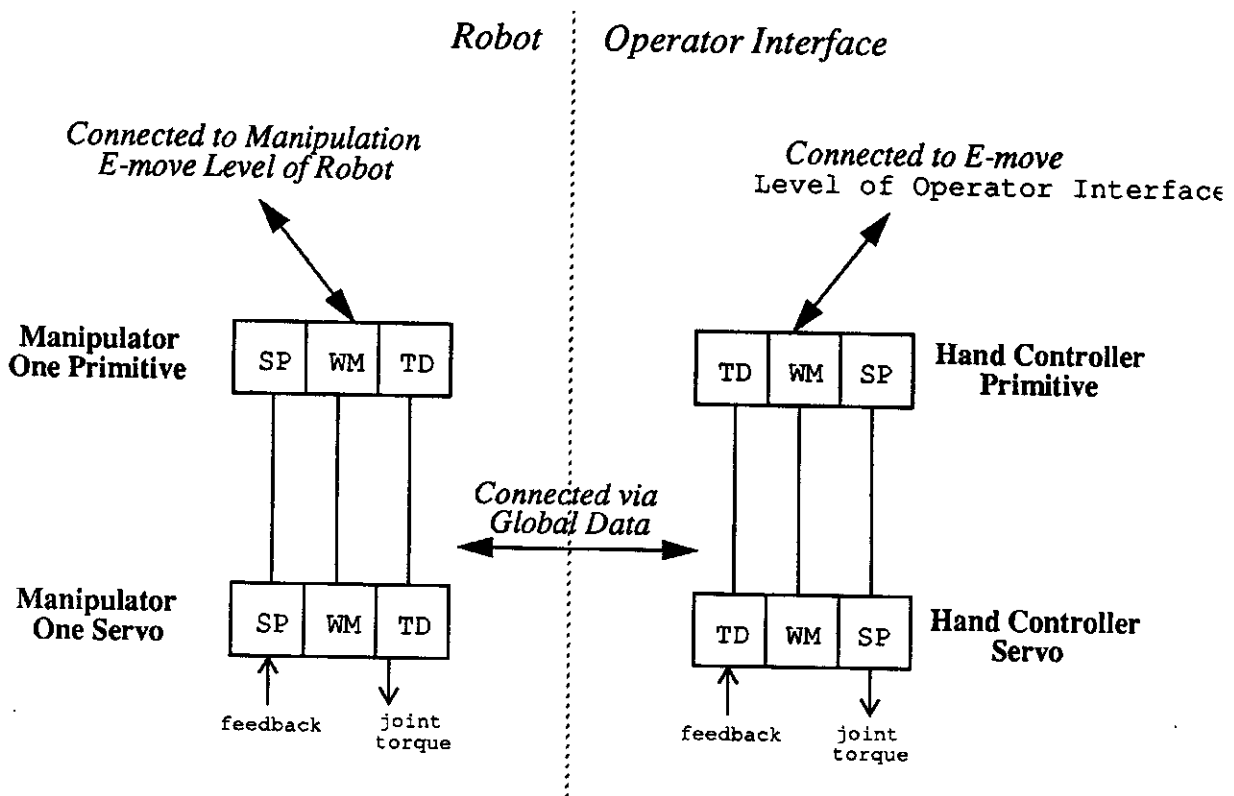 Robot
Operator Interface
Connected to Manipulation
E-move Level of Robot
Connected to E-move
Level of Operator Interface
Manipulator
One Primitive
SP WM TD
TD WM SP
Hand Controller
Primitive
Connected via
Global Data
Manipulator
One Servo
SP WM TD
TD WM SP
Hand Controller
Servo
feedback
joint
torque
feedback
joint
torque